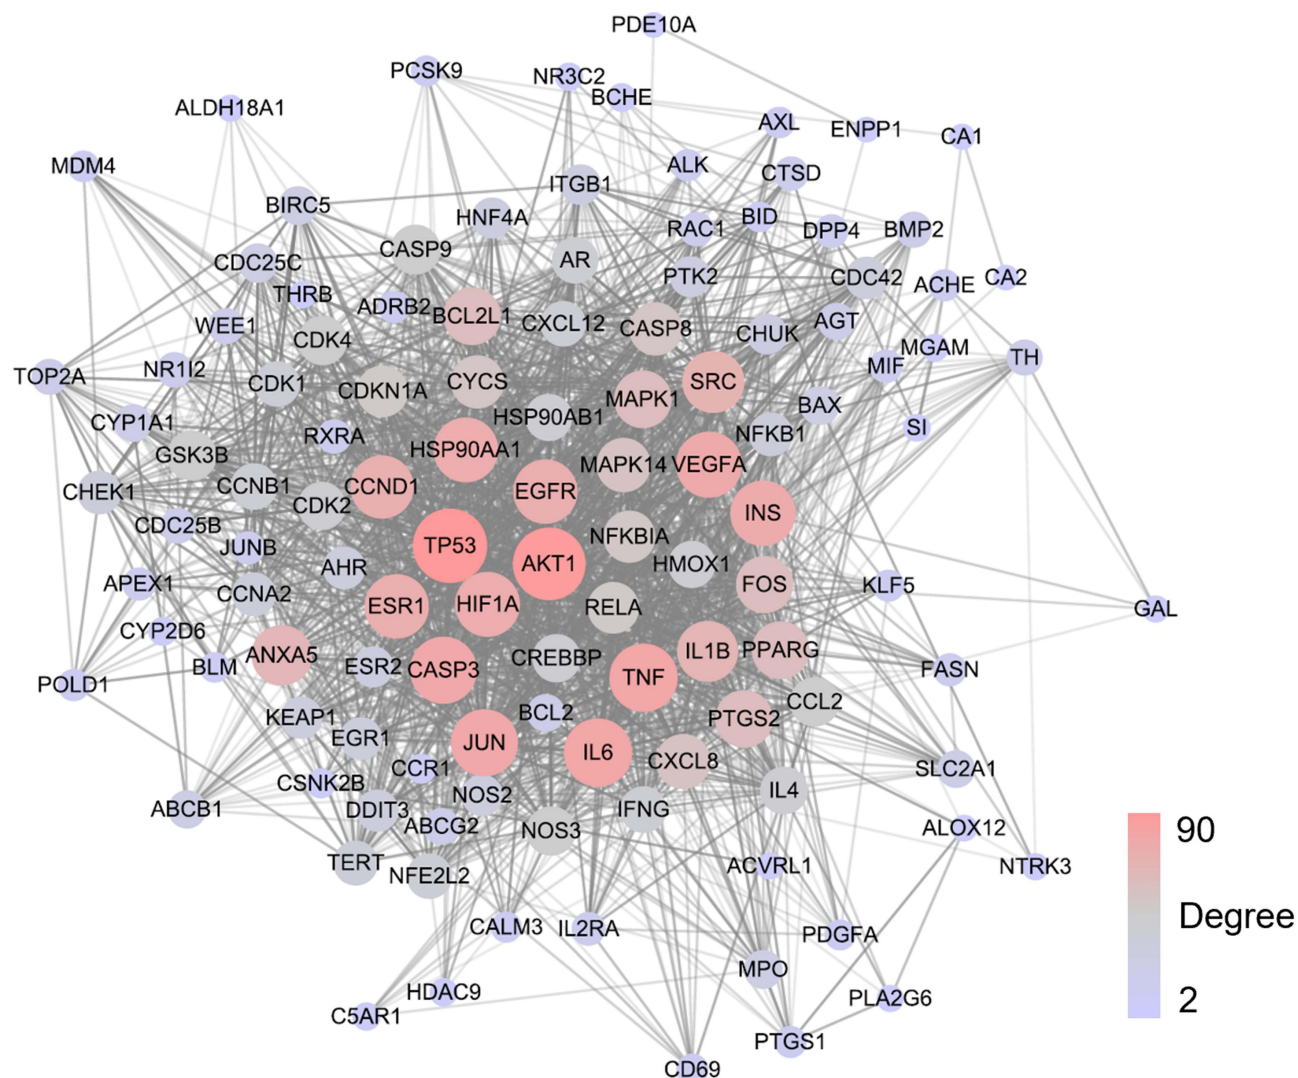 PDE10A
PCSK9
NR3C2
BCHE
ALDH18A1
AXL
ENPP1
CA1
MDM4
ALK
CTSD
ITGB1
BIRC5
HNF4A
RAC1
BID
DPP4
BMP2
CASP9
CDC25C
AR
PTK2
CDC42
ACHE
CA2
THRB
ADRB2
BCL2L1
CXCL12
CASP8
CHUK
AGT
WEE1
CDK4
MGAM
TH
TOP2A
NR1I2
CDK1
CDKN1A
CYCS
MAPK1
SRC
MIF
BAX
HSP90AB1
CYP1A1
RXRA
NFKB1
SI
GSK3B
HSP90AA1
MAPK14
VEGFA
CHEK1
CCNB1
CCND1
EGFR
CDK2
INS
CDC25B
JUNB
TP53
NFKBIA
AKT1
HMOX1
AHR
APEX1
CCNA2
FOS
KLF5
ESR1
HIF1A
RELA
GAL
CYP2D6
ANXA5
BLM
ESR2
CASP3
CREBBP
TNF
IL1B
PPARG
FASN
POLD1
CCL2
KEAP1
BCL2
PTGS2
EGR1
JUN
IL6
CXCL8
CCR1
SLC2A1
CSNK2B
NOS2
IL4
ABCB1
DDIT3
ABCG2
NOS3
IFNG
ALOX12
TERT
NFE2L2
ACVRL1
NTRK3
CALM3
IL2RA
PDGFA
MPO
HDAC9
PLA2G6
C5AR1
PTGS1
CD69
90
Degree
2